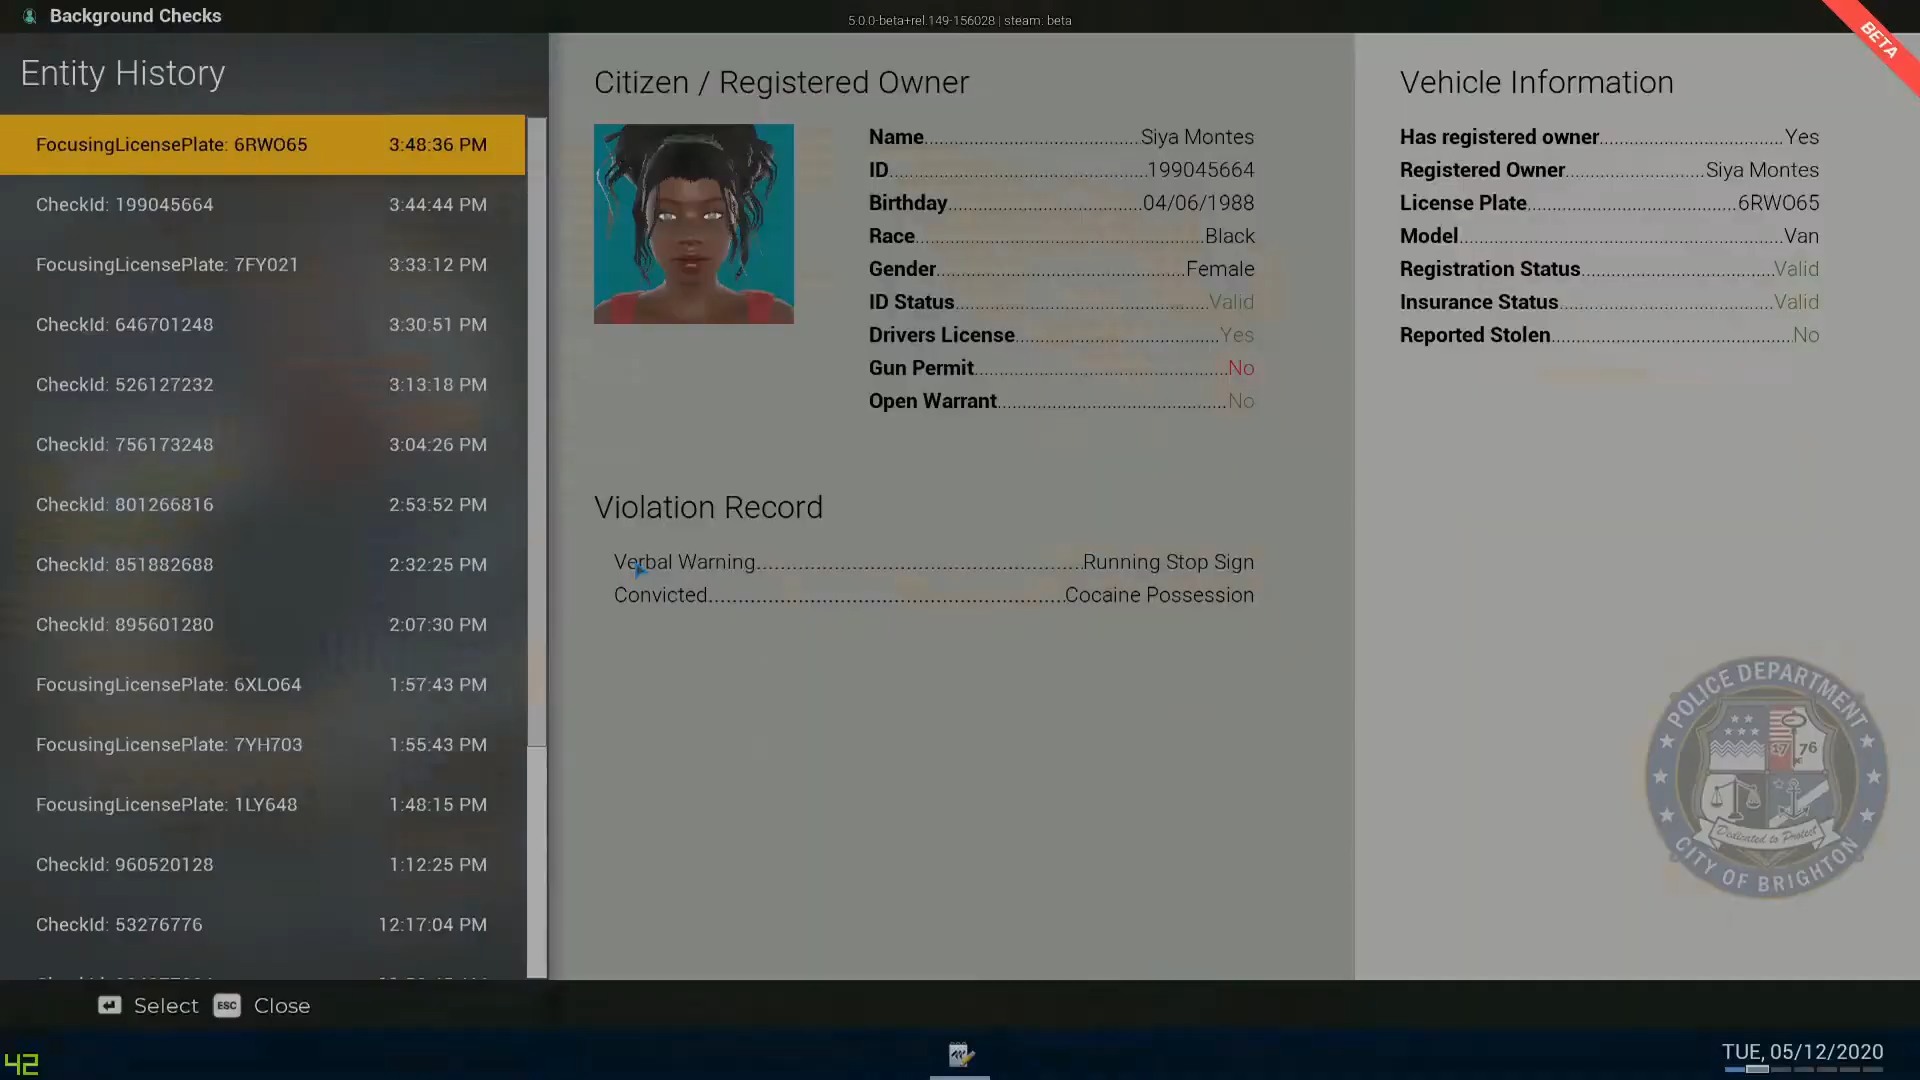 Background Checks
5.0.0-beta+rel.149-156028 | steam: beta
BETA
Entity History
FocusingLicensePlate: 6RWO65 3:48:36 PM
CheckId: 199045664 3:44:44 PM
FocusingLicensePlate: 7FY021 3:33:12 PM
CheckId: 646701248 3:30:51 PM
CheckId: 526127232 3:13:18 PM
CheckId: 756173248 3:04:26 PM
CheckId: 801266816 2:53:52 PM
CheckId: 851882688 2:32:25 PM
CheckId: 895601280 2:07:30 PM
FocusingLicensePlate: 6XLO64 1:57:43 PM
FocusingLicensePlate: 7YH703 1:55:43 PM
FocusingLicensePlate: 1LY648 1:48:15 PM
CheckId: 960520128 1:12:25 PM
CheckId: 53276776 12:17:04 PM
Citizen / Registered Owner
Name Siya Montes
ID 199045664
Birthday 04/06/1988
Race Black
Gender Female
ID Status Valid
Drivers License Yes
Gun Permit No
Open Warrant No
Violation Record
Verbal Warning Running Stop Sign
Convicted Cocaine Possession
Vehicle Information
Has registered owner Yes
Registered Owner Siya Montes
License Plate 6RWO65
Model Van
Registration Status Valid
Insurance Status Valid
Reported Stolen No
POLICE DEPARTMENT
17 76
Dedicated to Protect
CITY OF BRIGHTON
Select ESC Close
42
TUE, 05/12/2020